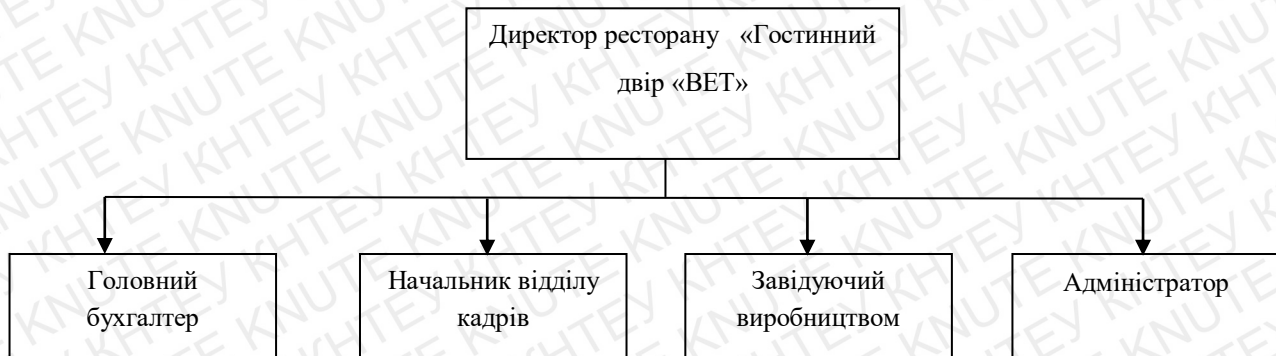 Директор ресторану «Гостинний
двір «ВЕТ»
Головний
бухгалтер
Начальник відділу
кадрів
Завідуючий
виробництвом
Адміністратор